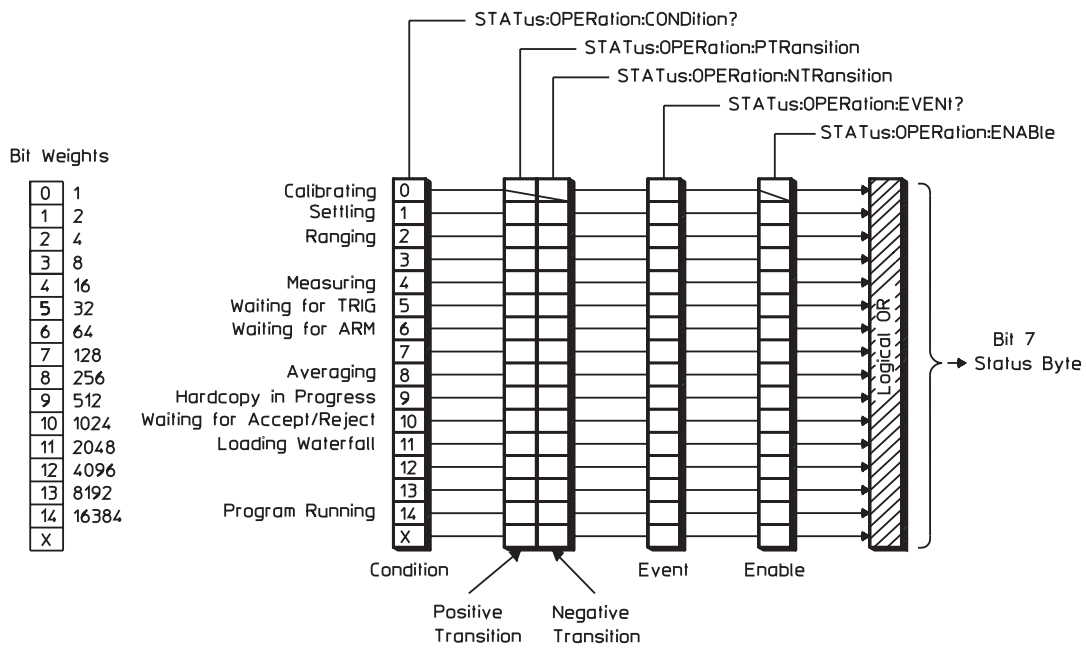 STATus:OPERation:CONDition?
STATus:OPERation:PTRansition
STATus:OPERation:NTRansition
STATus:OPERation:EVENt?
STATus:OPERation:ENABle
Bit Weights
0 1
1 2
2 4
3 8
4 16
5 32
6 64
7 128
8 256
9 512
10 1024
11 2048
12 4096
13 8192
14 16384
X
Calibrating 0
Settling 1
Ranging 2
3
Measuring 4
Waiting for TRIG 5
Waiting for ARM 6
7
Averaging 8
Hardcopy in Progress 9
Waiting for Accept/Reject 10
Loading Waterfall 11
12
13
Program Running 14
X
Logical OR
Bit 7
Status Byte
Condition
Event
Enable
Positive
Transition
Negative
Transition